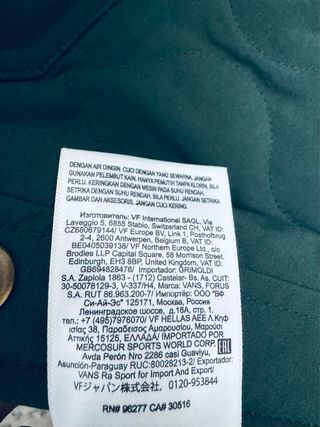 DENGAN AIR DINGIN. CUCI DENGAN YANG SEWARNA. JANGAN
GUNAKAN PELEMBUT KAIN. HANYA PEMUTIH TANPA KLORIN, BILA
PERLU. KERINGKAN DENGAN MESIN PADA SUHU RENDAH, BILA
SETRIKA DENGAN SUHU RENDAH, BILA PERLU. JANGAN SETRIKA
GAMBAR DAN AKSESORIS. JANGAN CUCI KERING.
Изготовитель: VF International SAGL, Via
Laveggio 5, 6855 Stabio, Switzerland CH, VAT ID:
CZ680679144/ VF Europe BV, Link 1, Posthofbrug
2-4, 2600 Antwerpen, Belgium B, VAT ID:
BE0405039138/ VF Northern Europe Ltd., c/o
Brodies LLP Capital Square, 58 Morrison Street,
Edinburgh, EH3 8BP, United Kingdom, VAT ID:
GB694828476/ Importador: GRIMOLDI
S.A. Zapiola 1863 - (1712) Castelar- Bs. As. CUIT:
30-50078129-3, V-337/H4, Marca: VANS, FORUS
S.A. RUT 86.963.200-7/ Импортер: ООО "ВФ
Си-Ай-Эс" 125171, Москва, Россия
Ленинградское шоссе, д.16А, стр. 1.
тел.: +7 (495)7976070/ VF HELLAS ΑΕΕ Λ.Κηφ
ισίας 38, Παραδείσος Αμαρουσίου, Μαρούσι
Αττικής 15125, ΕΛΛΑΔΑ/ IMPORTADO POR
MERCOSUR SPORTS WORLD CORP.
Avda Perón Nro 2286 casi Guaviyu,
Asunción-Paraguay RUC:80028213-2/ Exportador:
VANS Ra Sport for Import And Export/
VFジャパン株式会社, 0120-953844
EAC
RN# 96277 CA# 30516